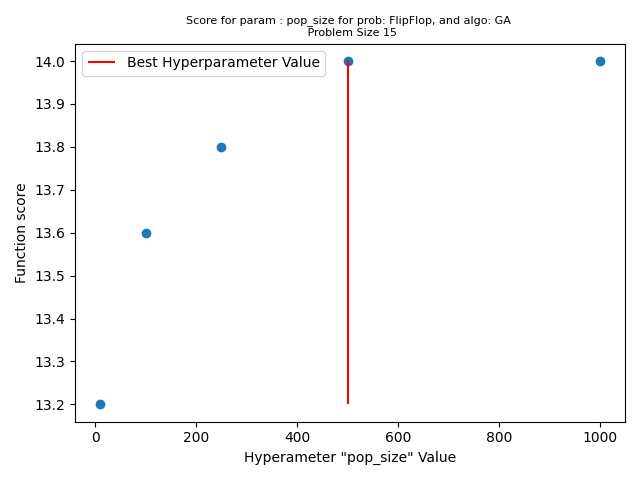 Score for param : pop_size for prob: FlipFlop, and algo: GA
Problem Size 15
Best Hyperparameter Value
14.0
13.9
13.8
13.7
13.6
13.5
13.4
13.3
13.2
Function score
0 200 400 600 800 1000
Hyperameter "pop_size" Value